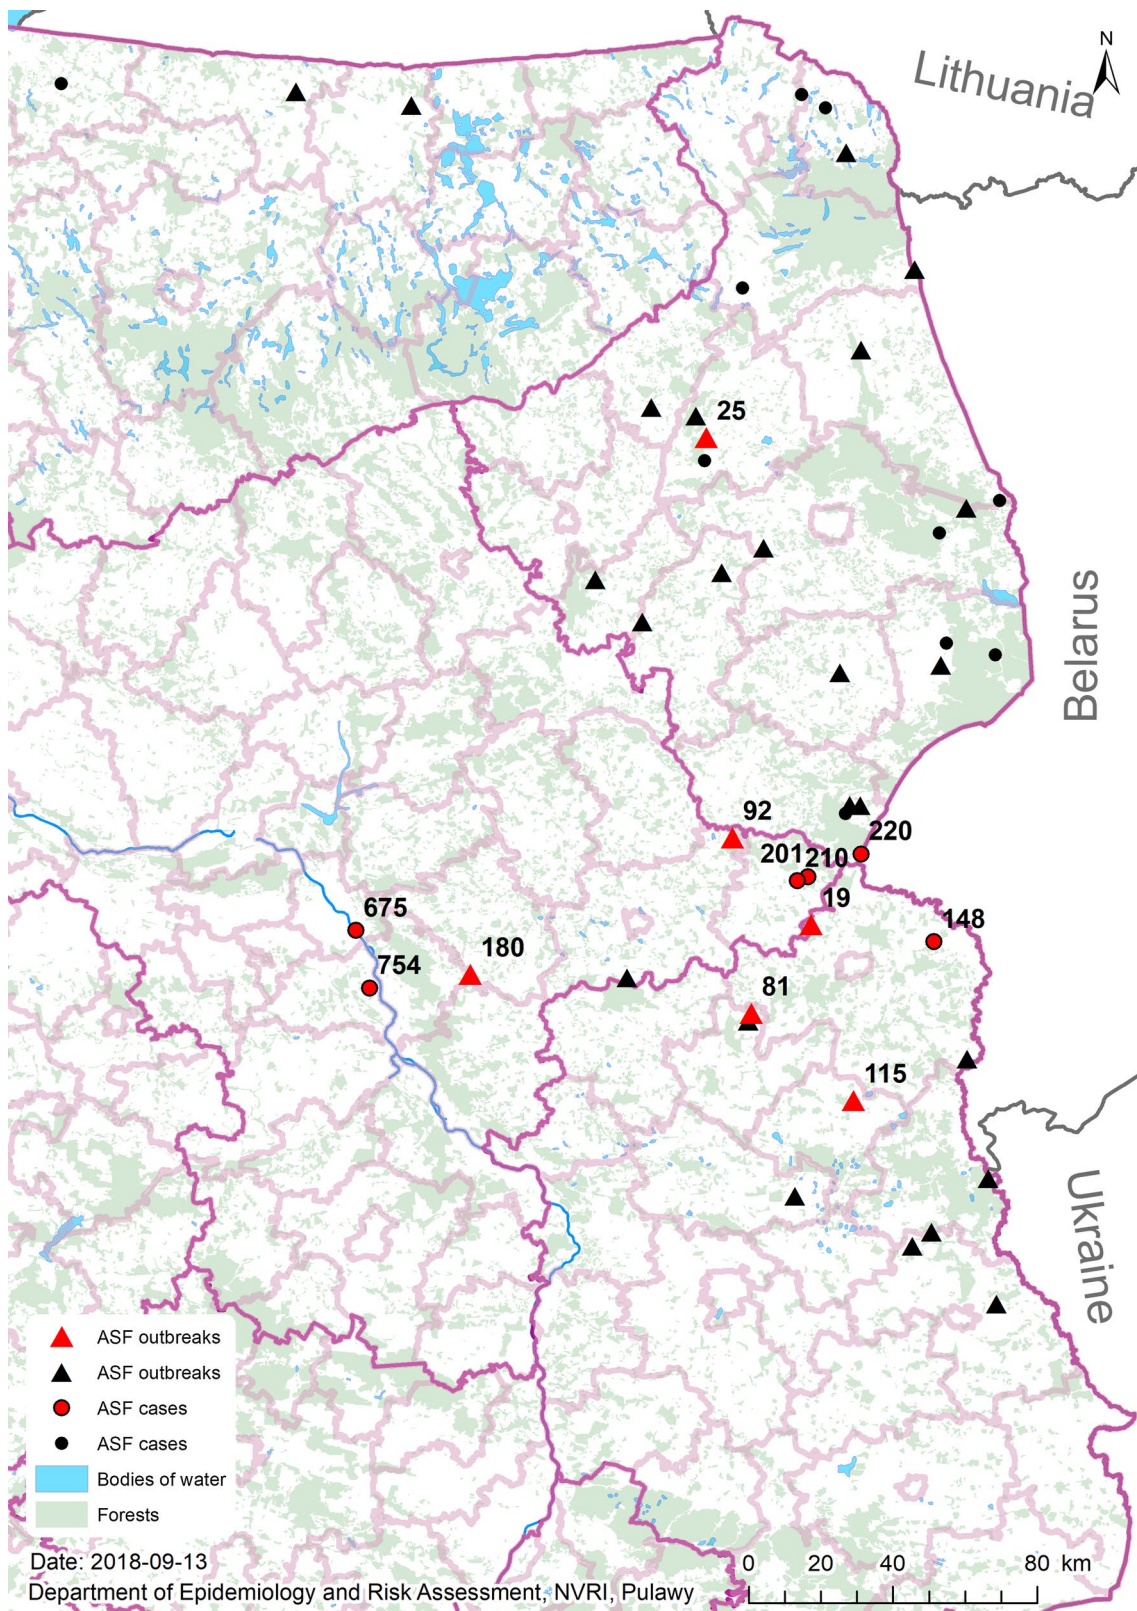 N
Lithuania
25
Belarus
92
220
201
210
19
675
148
180
754
81
115
Ukraine
ASF outbreaks
ASF outbreaks
ASF cases
ASF cases
Bodies of water
Forests
Date: 2018-09-13
0 20 40 80 km
Department of Epidemiology and Risk Assessment, NVRI, Pulawy